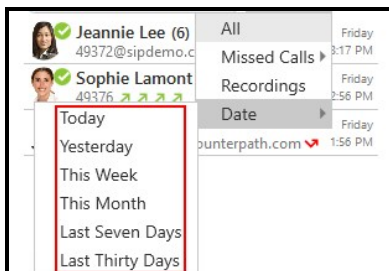 Jeannie Lee (6)
All
Friday
49372@sipdemo.c
Missed Calls
3:17 PM
Sophie Lamont
Recordings
Friday
49376
2:56 PM
Date
Today
Friday
Yesterday
ounterpath.com
1:56 PM
This Week
This Month
Last Seven Days
Last Thirty Days